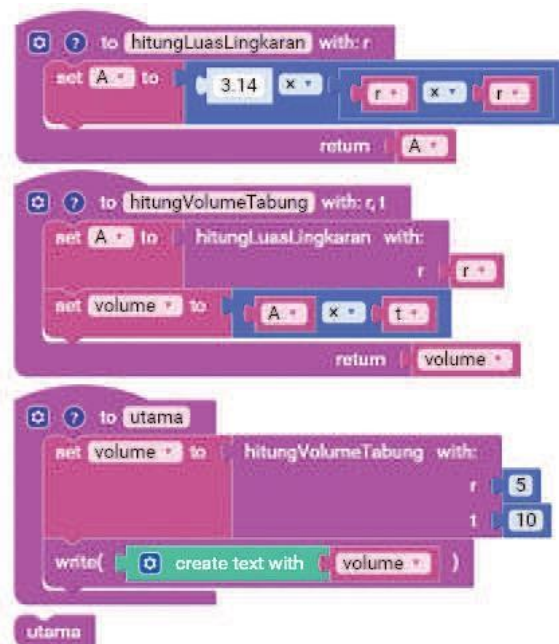 ? to hitungLuasLingkaran with: r
set A to 3.14 × r × r
return A
? to hitungVolumeTabung with: r, t
set A to hitungLuasLingkaran with:
r r
set volume to A × t
return volume
? to utama
set volume to hitungVolumeTabung with:
r 5
t 10
write( create text with volume )
utama